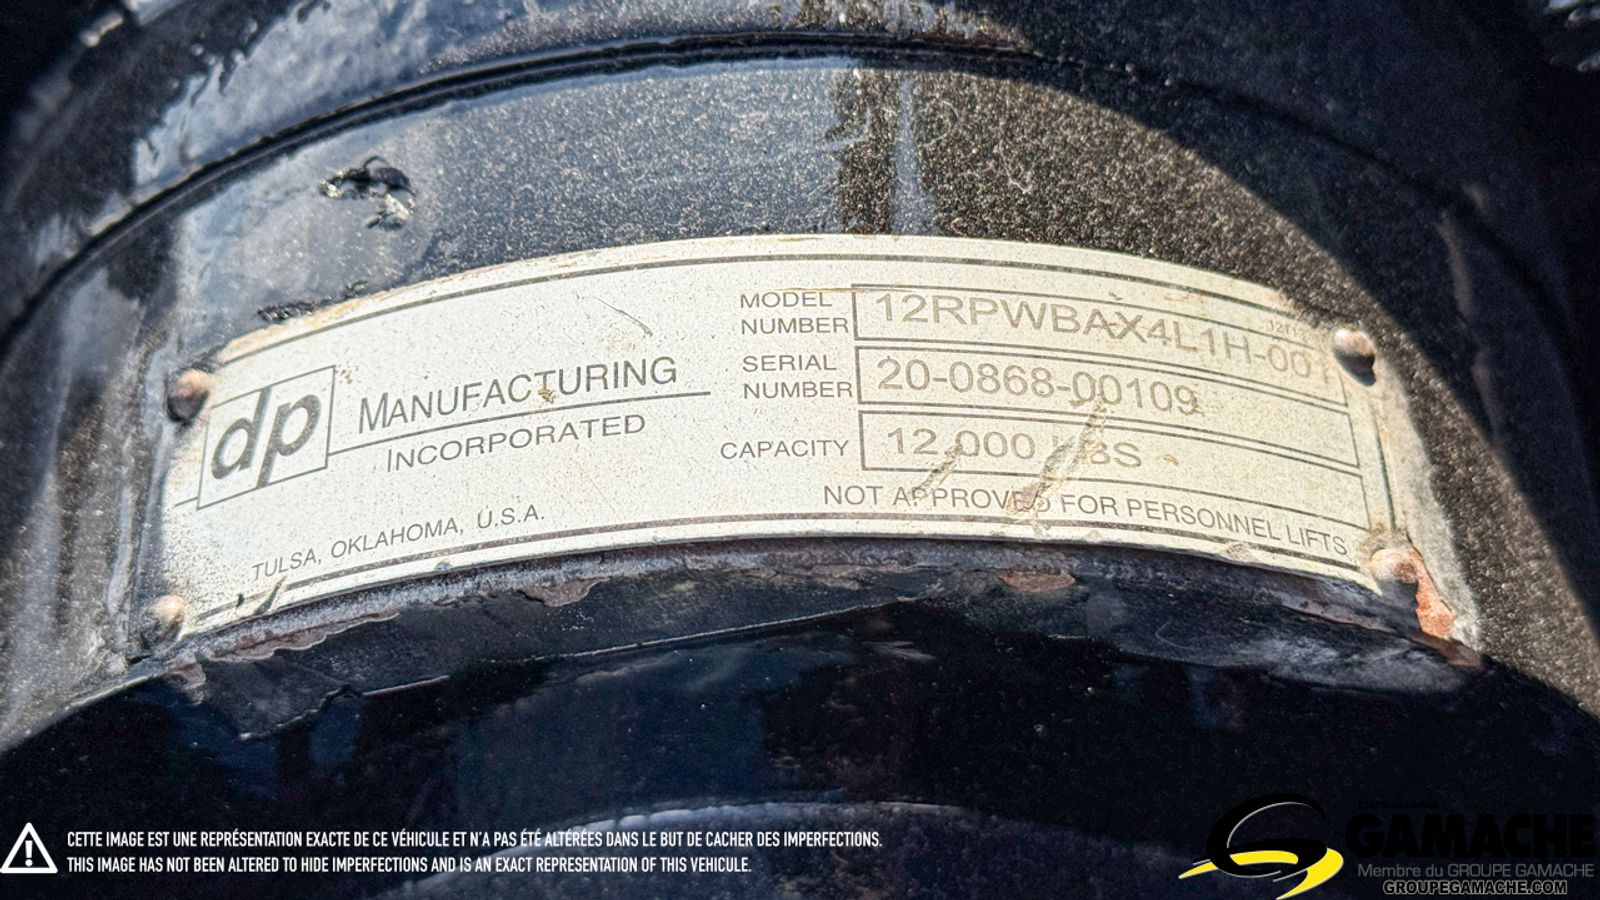 dp MANUFACTURING
INCORPORATED
TULSA, OKLAHOMA, U.S.A.
MODEL
NUMBER
12RPWBAX4L1H-001
SERIAL
NUMBER
20-0868-00109
CAPACITY
12,000 LBS
NOT APPROVED FOR PERSONNEL LIFTS
CETTE IMAGE EST UNE REPRÉSENTATION EXACTE DE CE VÉHICULE ET N'A PAS ÉTÉ ALTÉRÉES DANS LE BUT DE CACHER DES IMPERFECTIONS.
THIS IMAGE HAS NOT BEEN ALTERED TO HIDE IMPERFECTIONS AND IS AN EXACT REPRESENTATION OF THIS VEHICULE.
GAMACHE
Membre du GROUPE GAMACHE
GROUPEGAMACHE.COM